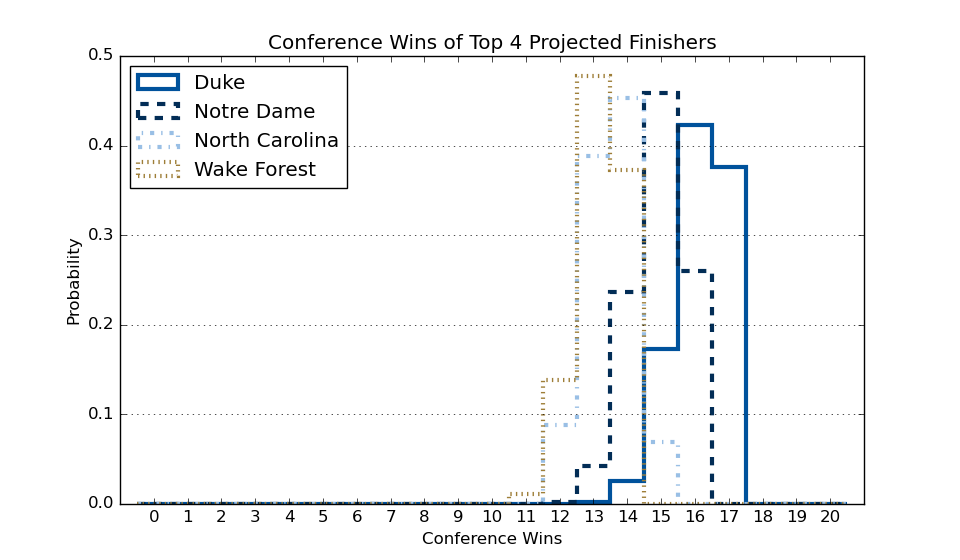 Conference Wins of Top 4 Projected Finishers
0.5
Duke
Notre Dame
North Carolina
Wake Forest
0.4
0.3
0.2
0.1
0.0
Probability
0 1 2 3 4 5 6 7 8 9 10 11 12 13 14 15 16 17 18 19 20
Conference Wins